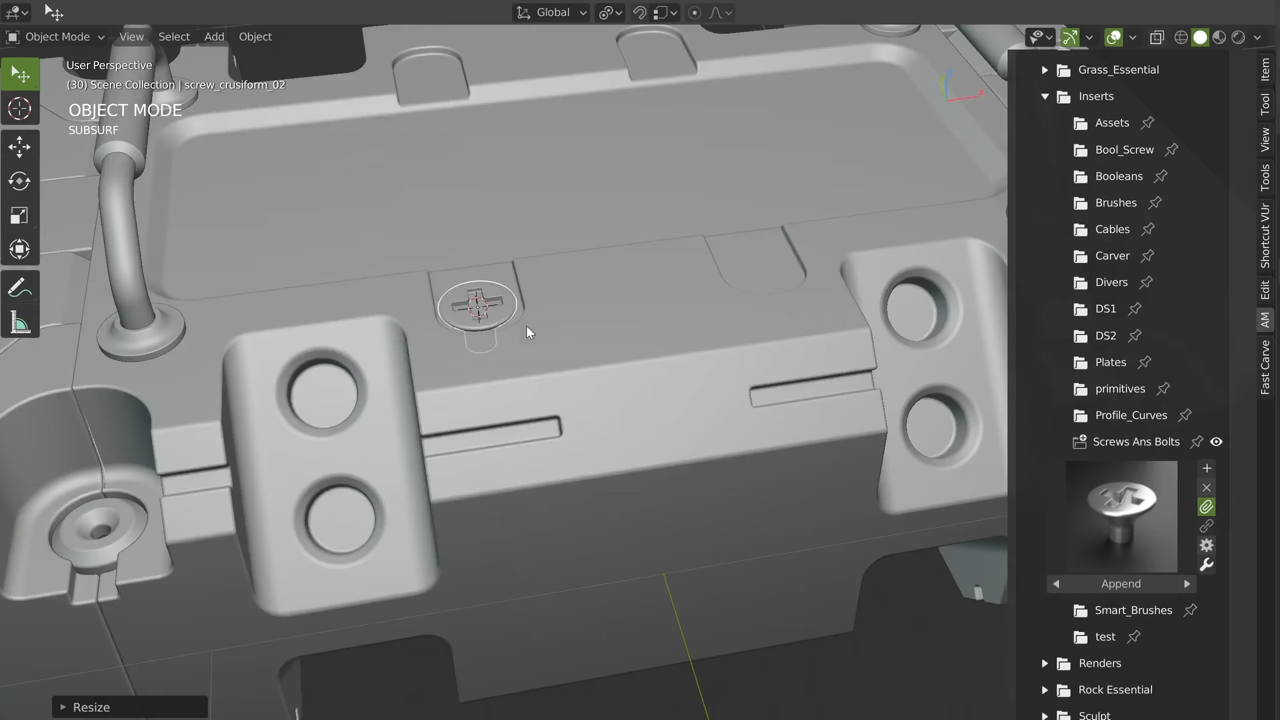 Global
Object Mode
View
Select
Add
Object
User Perspective
(30) Scene Collection | screw_crusiform_02
OBJECT MODE
SUBSURF
Grass_Essential
Inserts
Assets
Bool_Screw
Booleans
Brushes
Cables
Carver
Divers
DS1
DS2
Plates
primitives
Profile_Curves
Screws Ans Bolts
Append
Smart_Brushes
test
Renders
Rock Essential
Sculpt
Item
Tool
View
Tools
Shortcut VUr
Edit
AM
Fast Carve
Resize